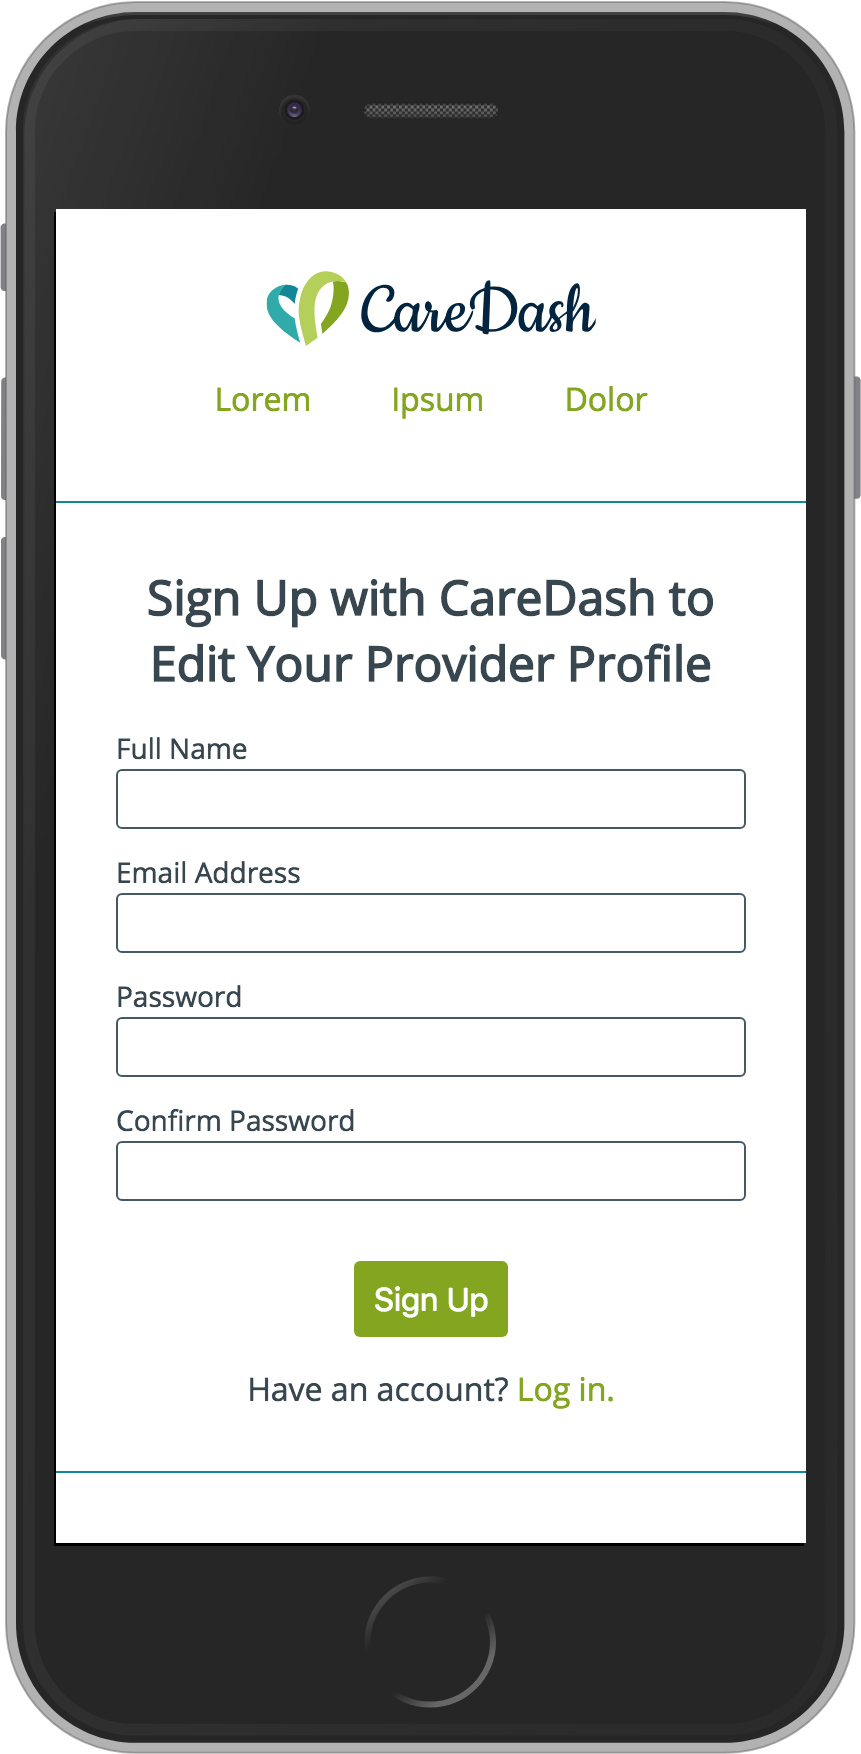 CareDash
Lorem Ipsum Dolor
Sign Up with CareDash to
Edit Your Provider Profile
Full Name
Email Address
Password
Confirm Password
Sign Up
Have an account? Log in.